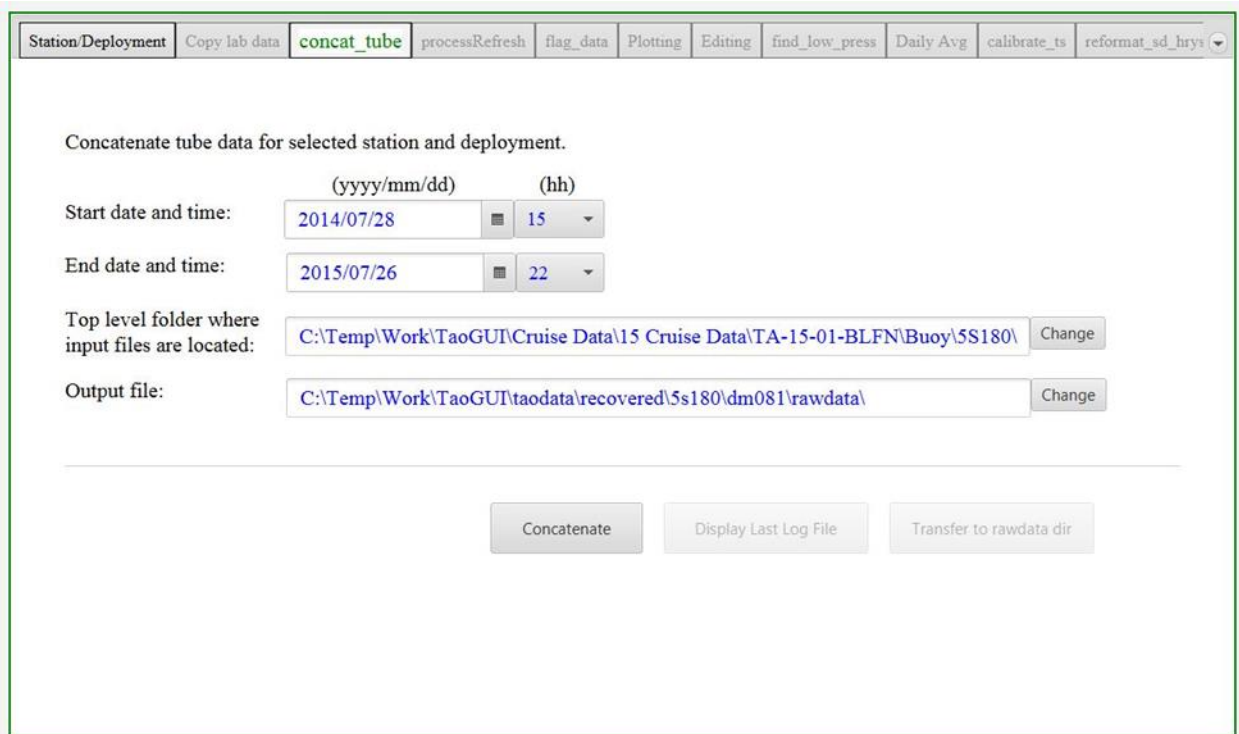 Station/Deployment Copy lab data concat_tube processRefresh flag_data Plotting Editing find_low_press Daily Avg calibrate_ts reformat_sd_hrys
Concatenate tube data for selected station and deployment.
(yyyy/mm/dd) (hh)
Start date and time: 2014/07/28 15
End date and time: 2015/07/26 22
Top level folder where
input files are located: C:\Temp\Work\TaoGUI\Cruise Data\15 Cruise Data\TA-15-01-BLFN\Buoy\5S180\ Change
Output file: C:\Temp\Work\TaoGUI\taodata\recovered\5s180\dm081\rawdata\ Change
Concatenate Display Last Log File Transfer to rawdata dir